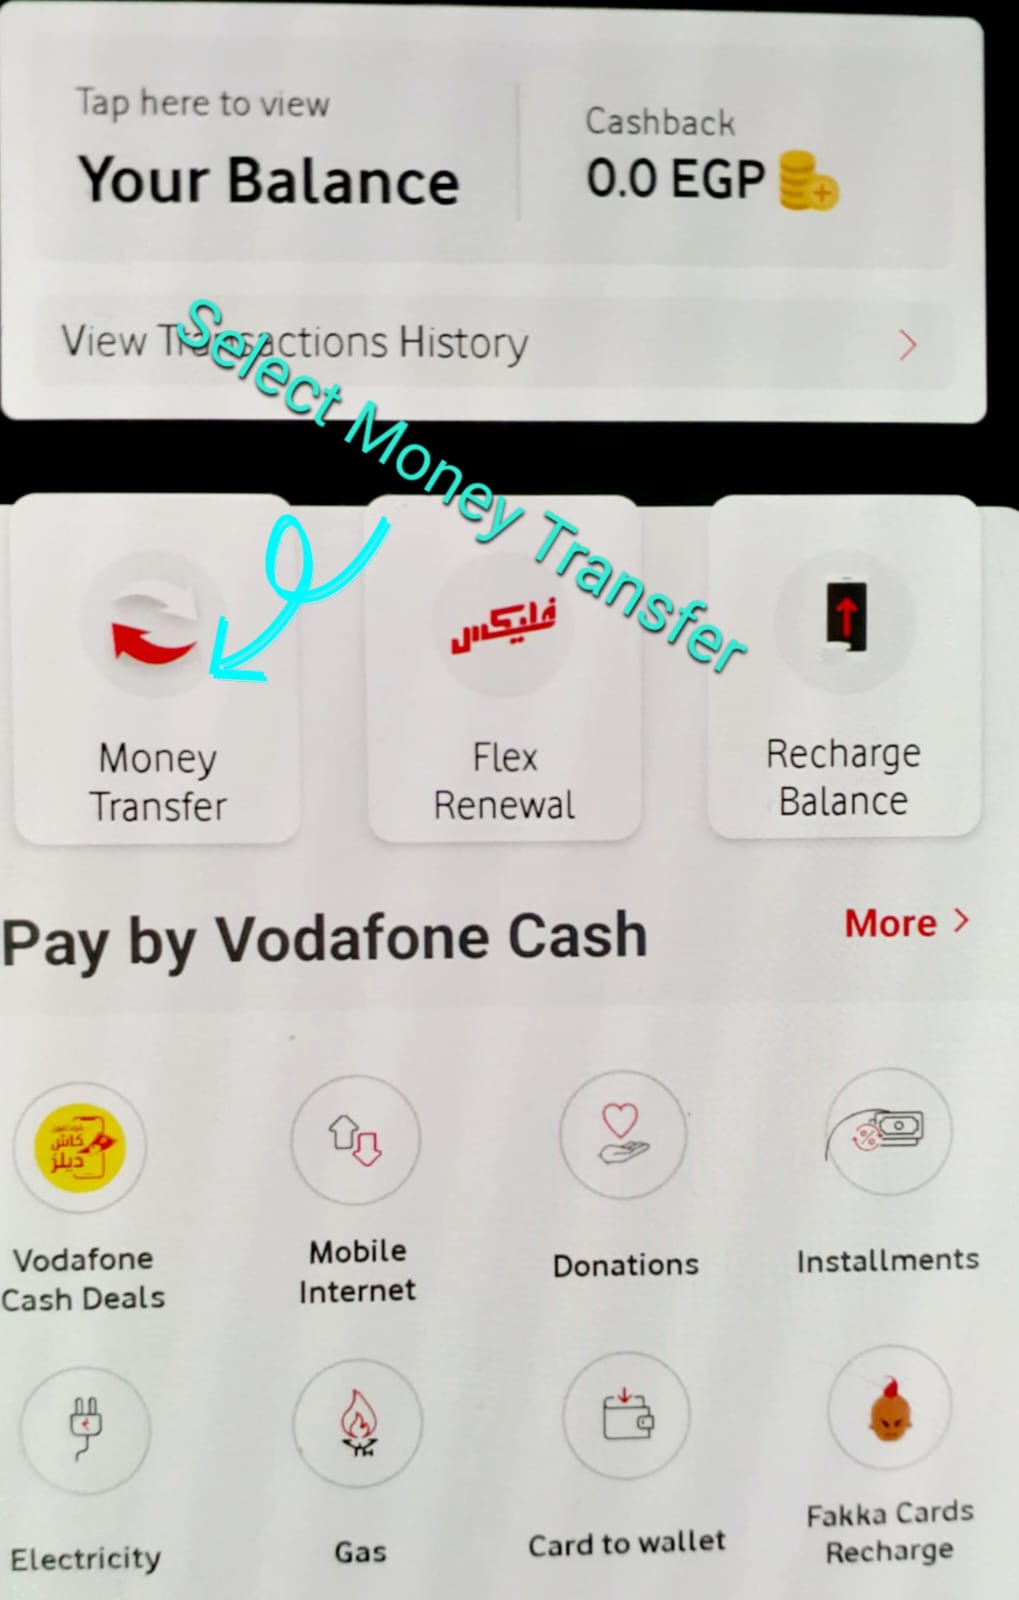 Tap here to view
Your Balance
Cashback
0.0 EGP
View Transactions History
Select Money Transfer
فليكس
Money
Transfer
Flex
Renewal
Recharge
Balance
Pay by Vodafone Cash
More
كاش
ديلز
Vodafone
Cash Deals
Mobile
Internet
Donations
Installments
Electricity
Gas
Card to wallet
Fakka Cards
Recharge